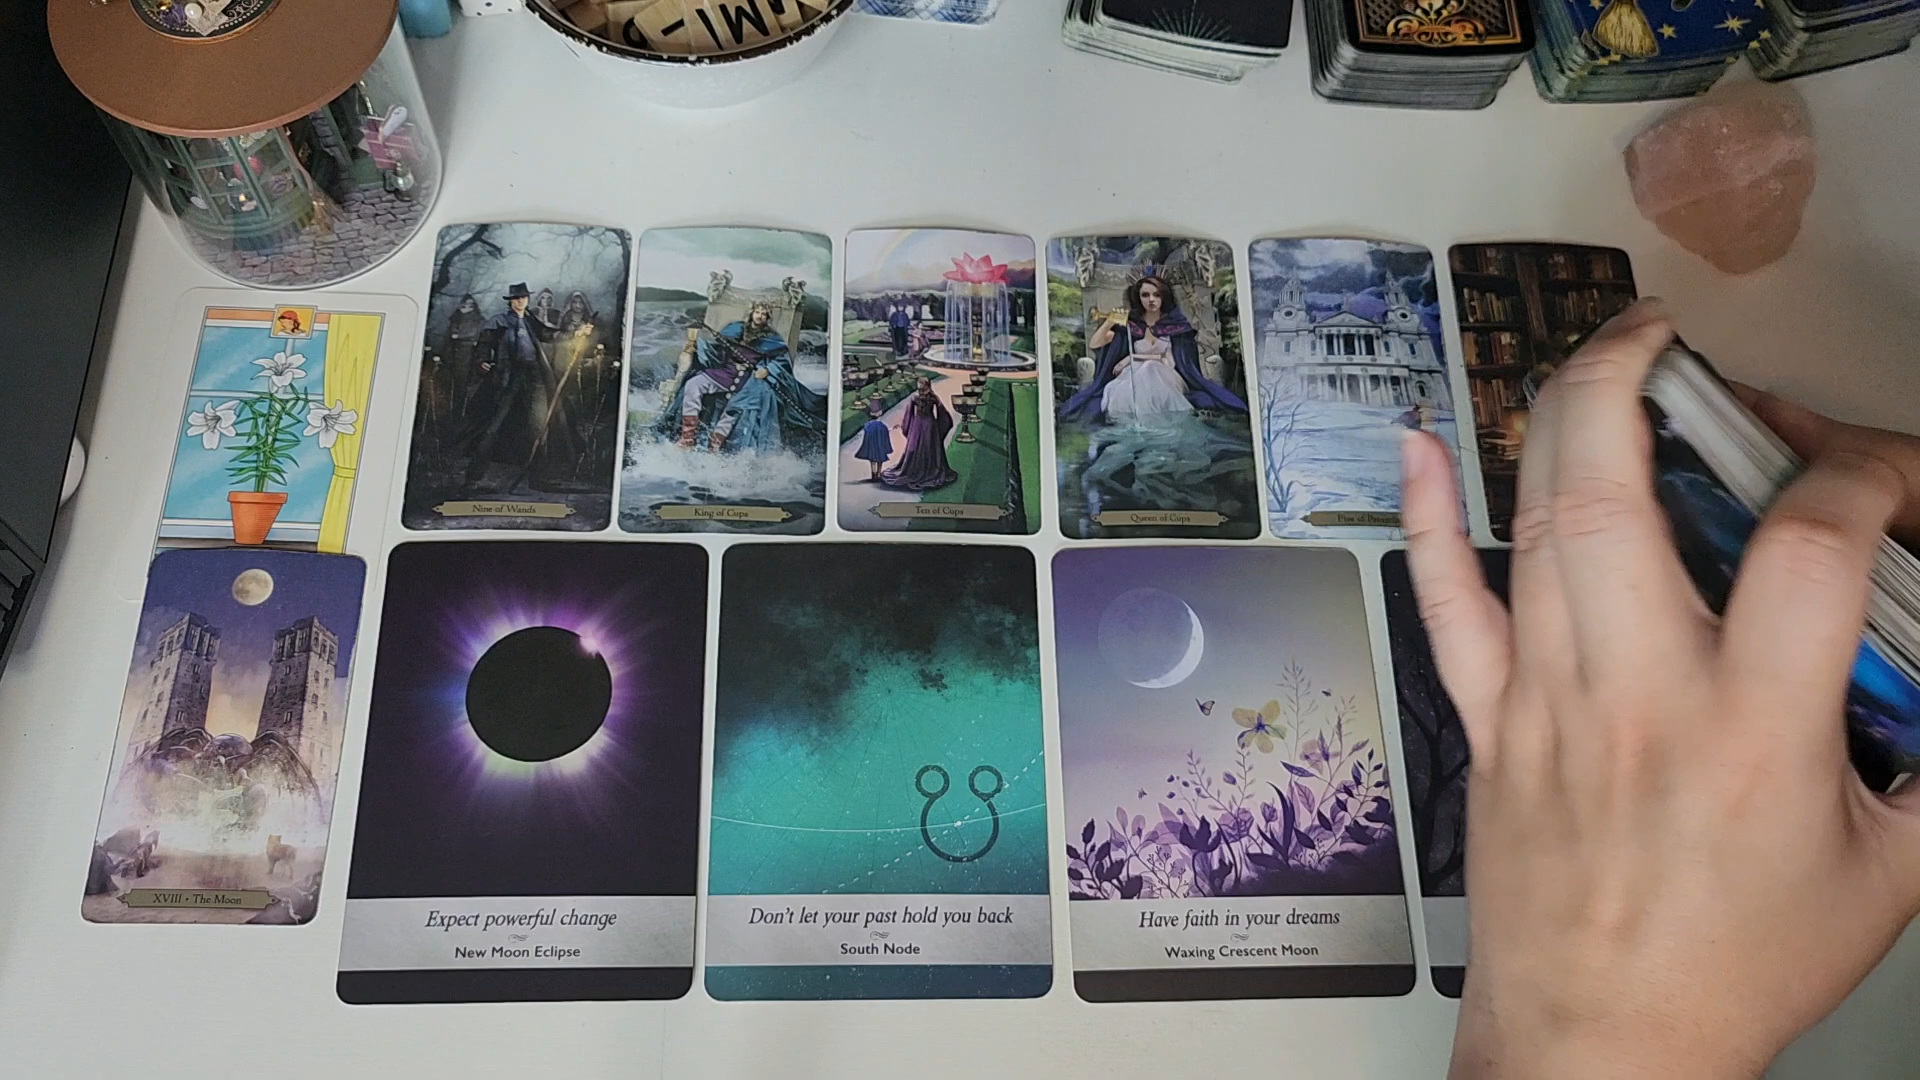 Nine of Wands
King of Cups
Ten of Cups
Queen of Cups
Five of
XVIII • The Moon
Expect powerful change
New Moon Eclipse
Don't let your past hold you back
South Node
Have faith in your dreams
Waxing Crescent Moon